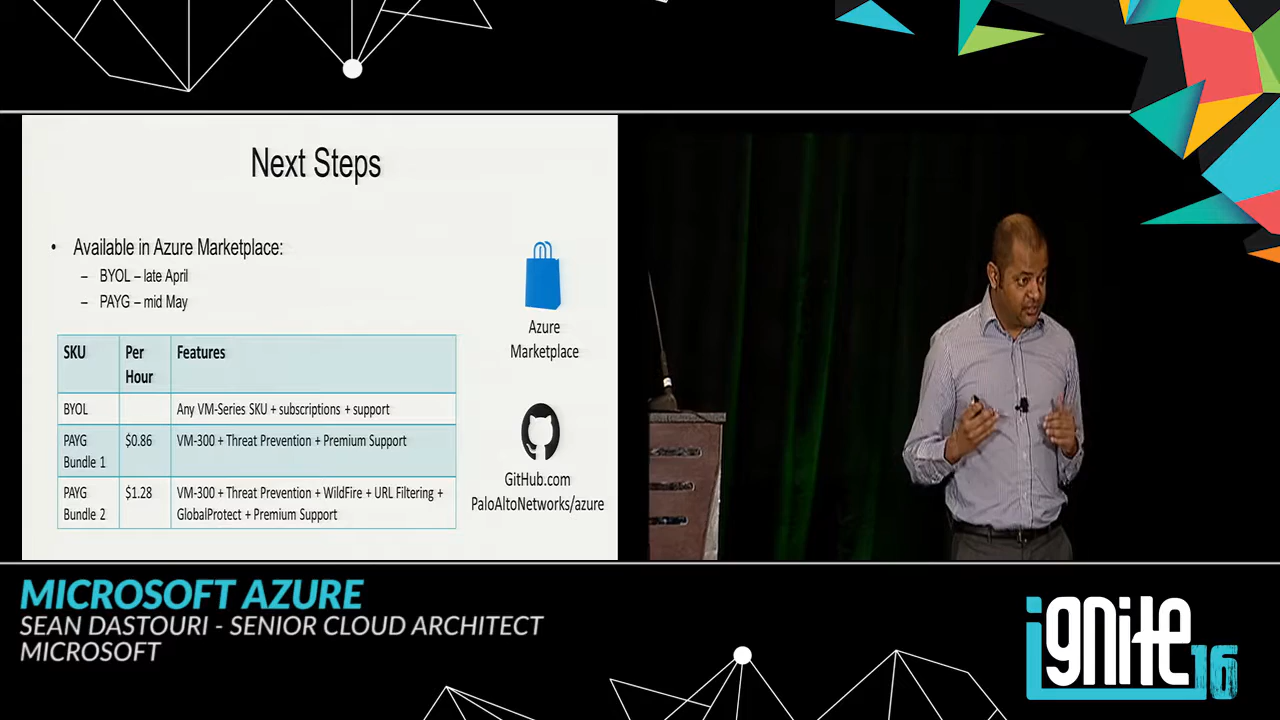 Next Steps
• Available in Azure Marketplace:
– BYOL – late April
– PAYG – mid May
SKU Per Hour Features
BYOL Any VM-Series SKU + subscriptions + support
PAYG Bundle 1 $0.86 VM-300 + Threat Prevention + Premium Support
PAYG Bundle 2 $1.28 VM-300 + Threat Prevention + WildFire + URL Filtering +
GlobalProtect + Premium Support
Azure
Marketplace
GitHub.com
PaloAltoNetworks/azure
MICROSOFT AZURE
SEAN DASTOURI - SENIOR CLOUD ARCHITECT
MICROSOFT
ignite16